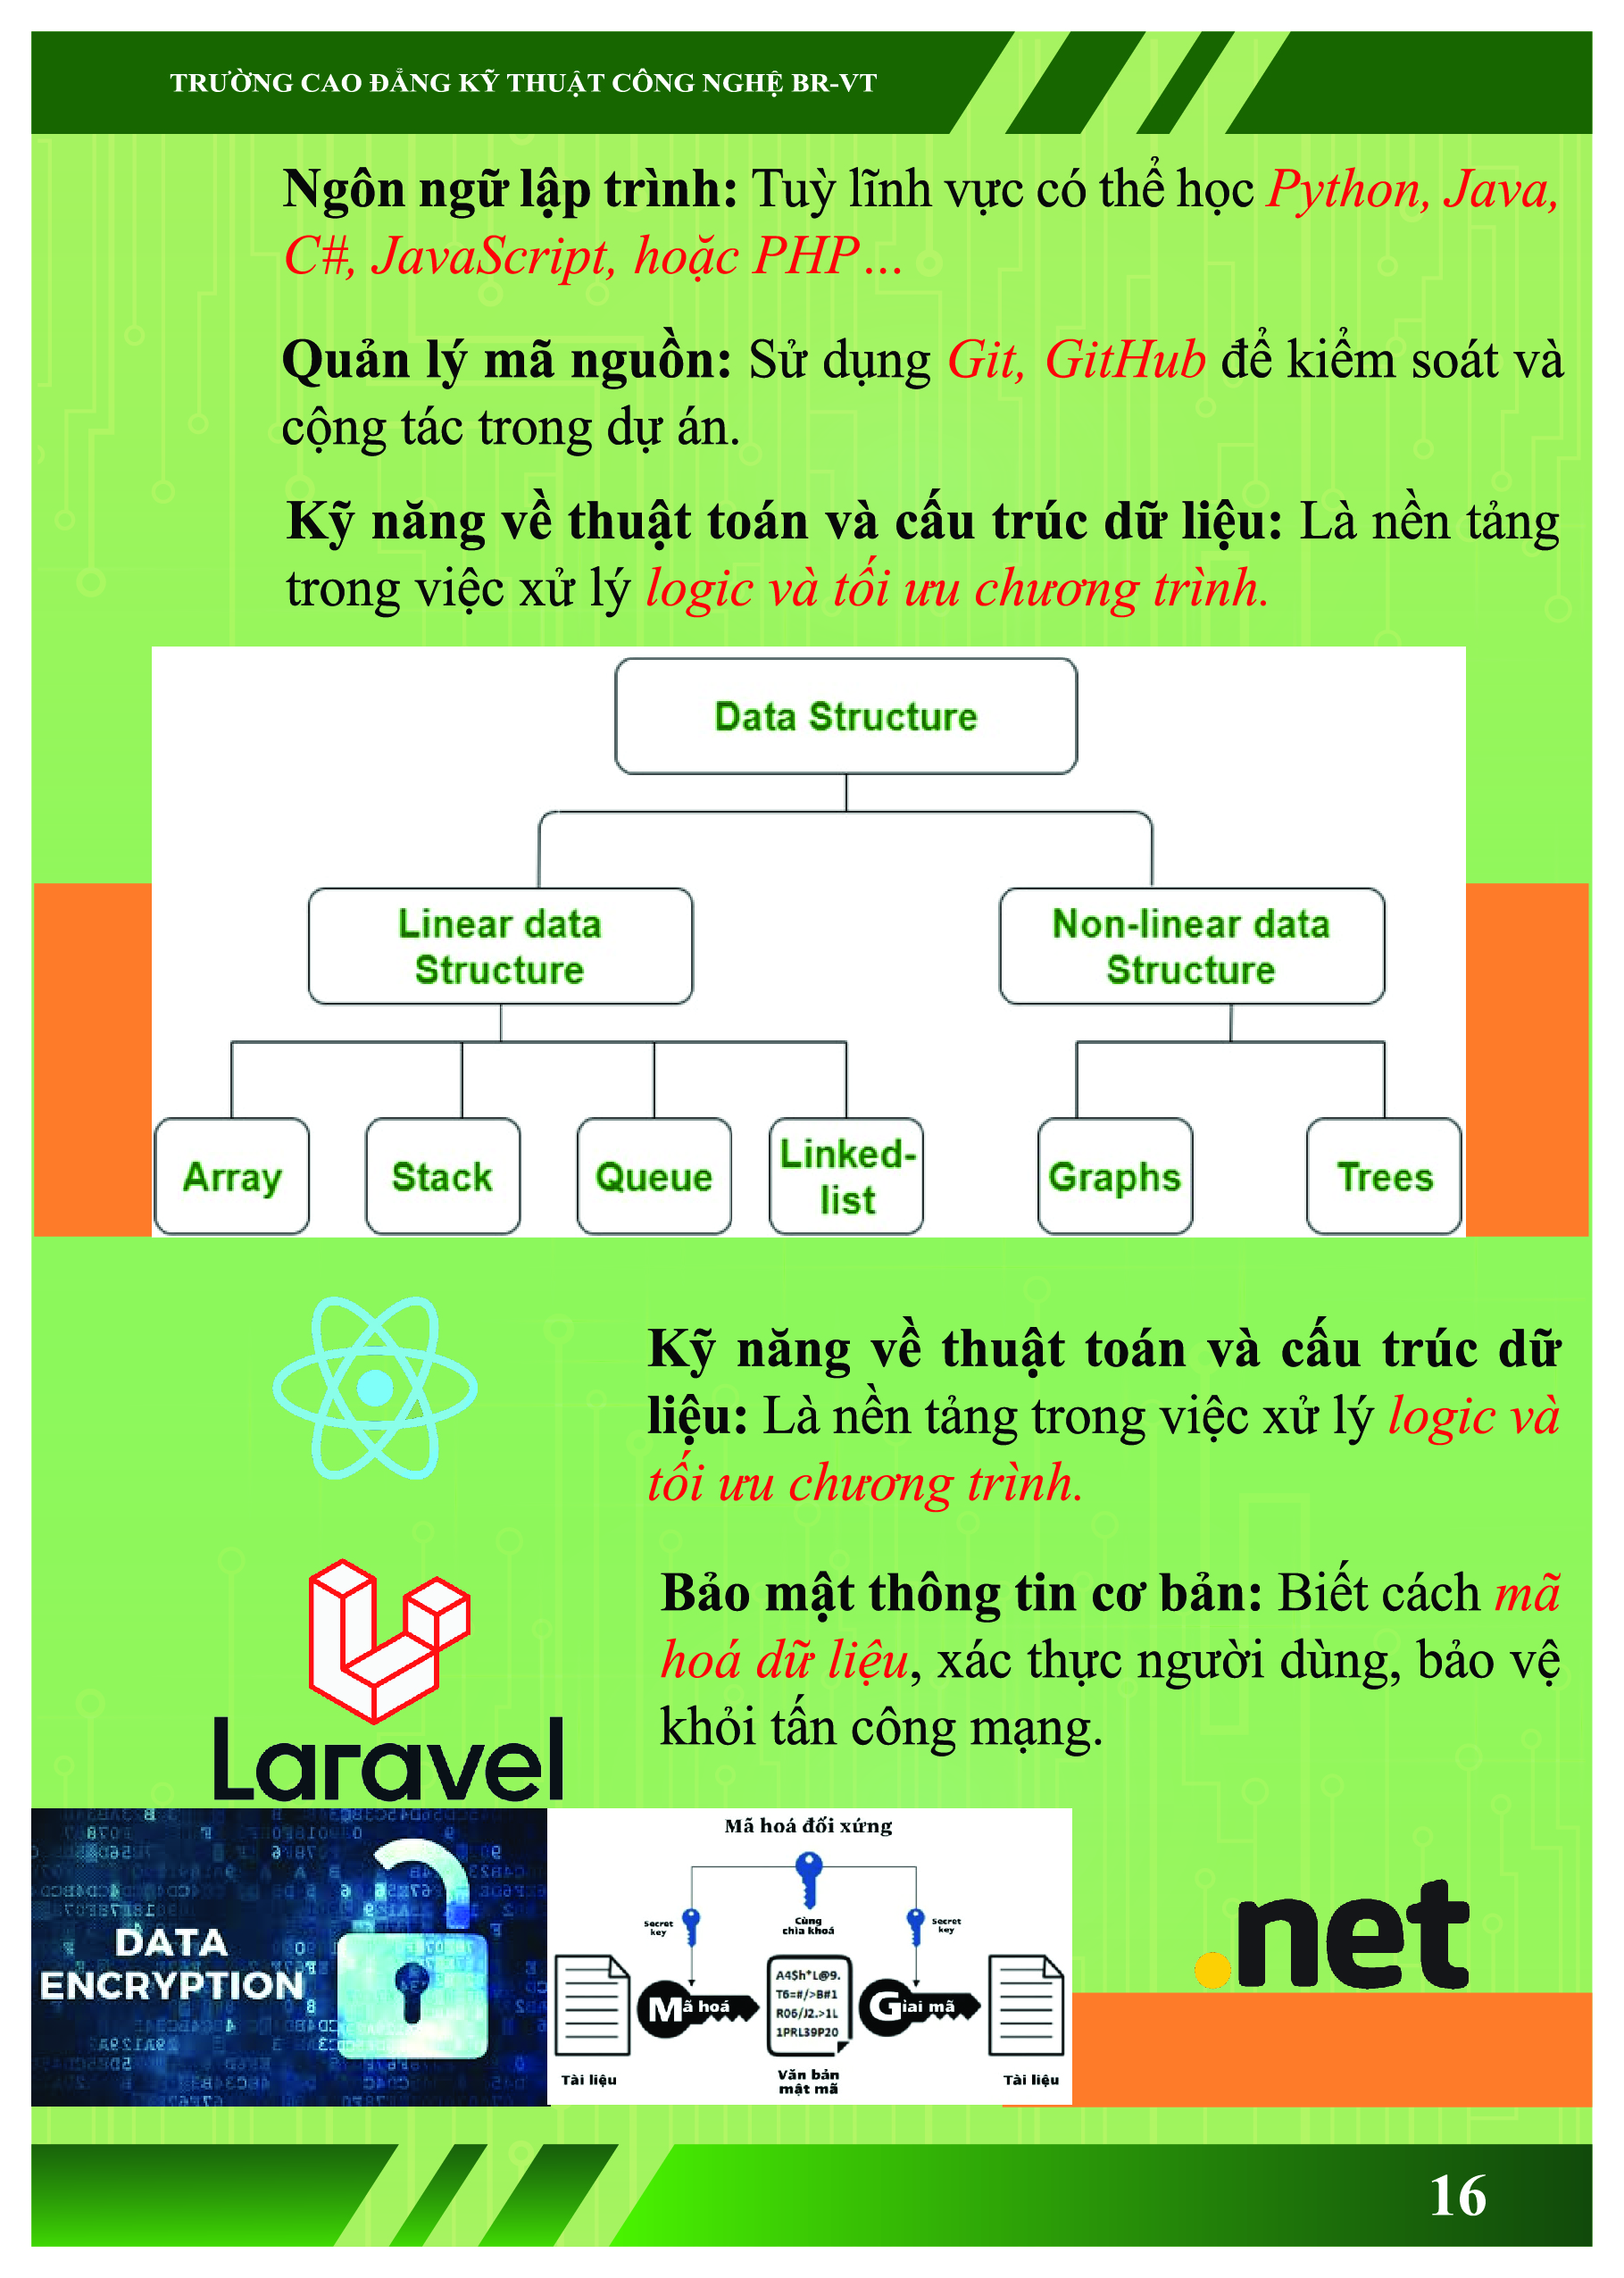 TRƯỜNG CAO ĐẲNG KỸ THUẬT CÔNG NGHỆ BR-VT
Ngôn ngữ lập trình: Tuỳ lĩnh vực có thể học Python, Java,
C#, JavaScript, hoặc PHP...
Quản lý mã nguồn: Sử dụng Git, GitHub để kiểm soát và
cộng tác trong dự án.
Kỹ năng về thuật toán và cấu trúc dữ liệu: Là nền tảng
trong việc xử lý logic và tối ưu chương trình.
Data Structure
Linear data
Structure
Non-linear data
Structure
Array
Stack
Queue
Linked-
list
Graphs
Trees
Kỹ năng về thuật toán và cấu trúc dữ
liệu: Là nền tảng trong việc xử lý logic và
tối ưu chương trình.
Laravel
Bảo mật thông tin cơ bản: Biết cách mã
hoá dữ liệu, xác thực người dùng, bảo vệ
khỏi tấn công mạng.
DATA
ENCRYPTION
Mã hoá đối xứng
Secret
key
Cùng
chìa khoá
Secret
key
Mã hoá
A4$h*L@9.
T6=#/>B#1
R06/J2.>1L
1PRL39P20
Giai mã
Tài liệu
Văn bản
mật mã
Tài liệu
.net
16